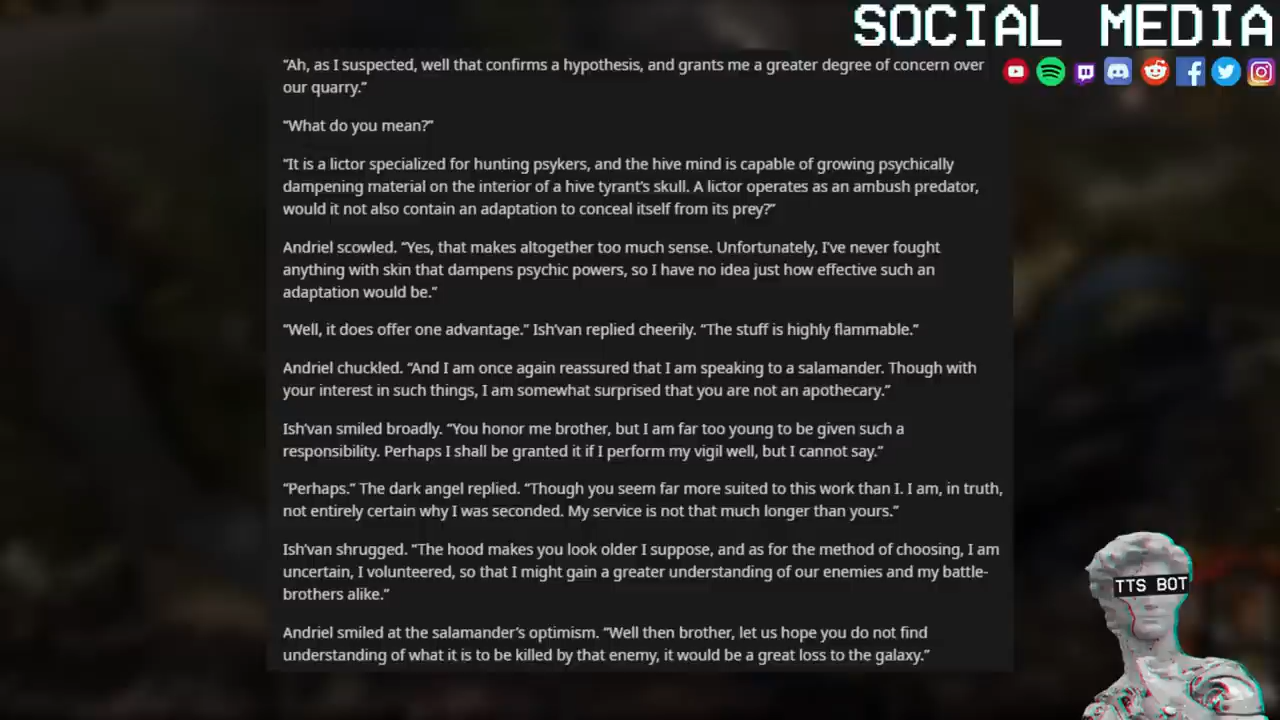 SOCIAL MEDIA
“Ah, as I suspected, well that confirms a hypothesis, and grants me a greater degree of concern over
our quarry.”
“What do you mean?”
“It is a lictor specialized for hunting psykers, and the hive mind is capable of growing psychically
dampening material on the interior of a hive tyrant’s skull. A lictor operates as an ambush predator,
would it not also contain an adaptation to conceal itself from its prey?”
Andriel scowled. “Yes, that makes altogether too much sense. Unfortunately, I’ve never fought
anything with skin that dampens psychic powers, so I have no idea just how effective such an
adaptation would be.”
“Well, it does offer one advantage.” Ish’van replied cheerily. “The stuff is highly flammable.”
Andriel chuckled. “And I am once again reassured that I am speaking to a salamander. Though with
your interest in such things, I am somewhat surprised that you are not an apothecary.”
Ish’van smiled broadly. “You honor me brother, but I am far too young to be given such a
responsibility. Perhaps I shall be granted it if I perform my vigil well, but I cannot say.”
“Perhaps.” The dark angel replied. “Though you seem far more suited to this work than I. I am, in truth,
not entirely certain why I was seconded. My service is not that much longer than yours.”
Ish’van shrugged. “The hood makes you look older I suppose, and as for the method of choosing, I am
uncertain, I volunteered, so that I might gain a greater understanding of our enemies and my battle-
brothers alike.”
Andriel smiled at the salamander’s optimism. “Well then brother, let us hope you do not find
understanding of what it is to be killed by that enemy, it would be a great loss to the galaxy.”
TTS BOT